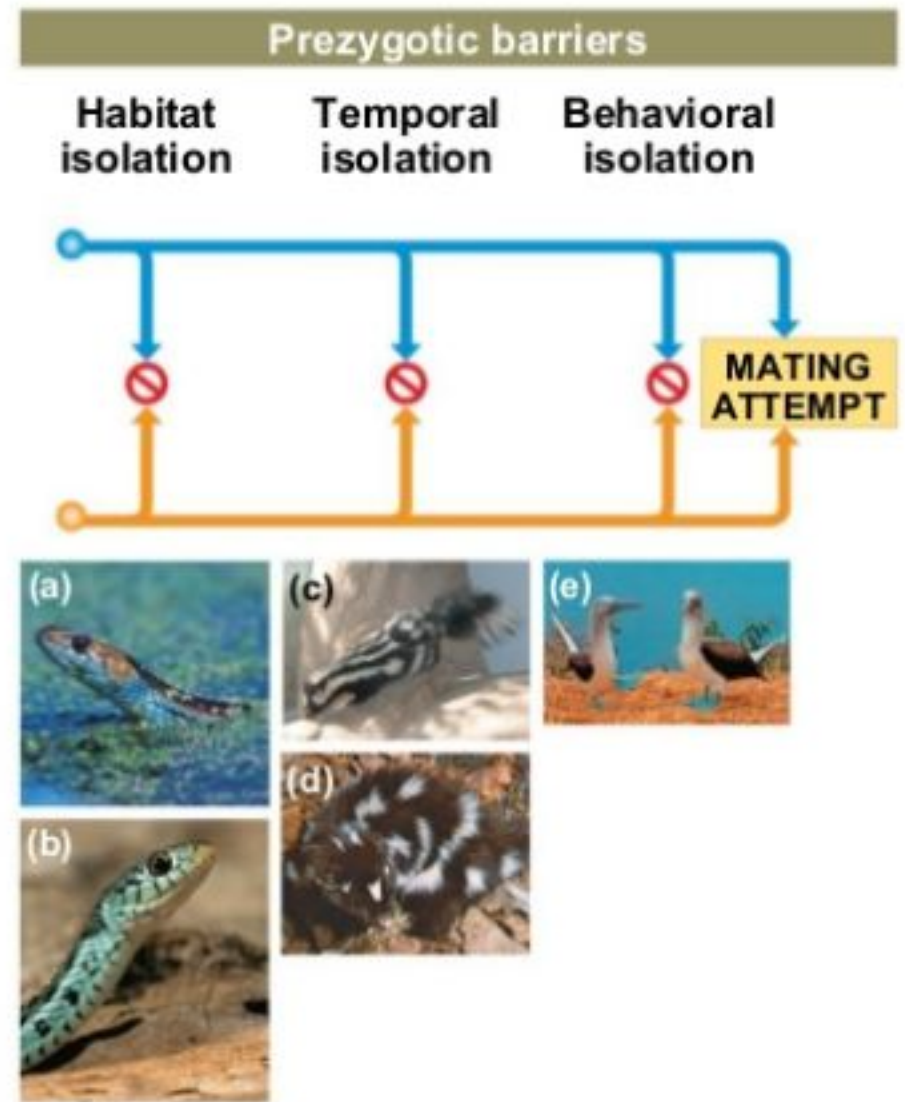 Prezygotic barriers
Habitat
isolation
Temporal
isolation
Behavioral
isolation
MATING
ATTEMPT
(a)
(c)
(e)
(d)
(b)